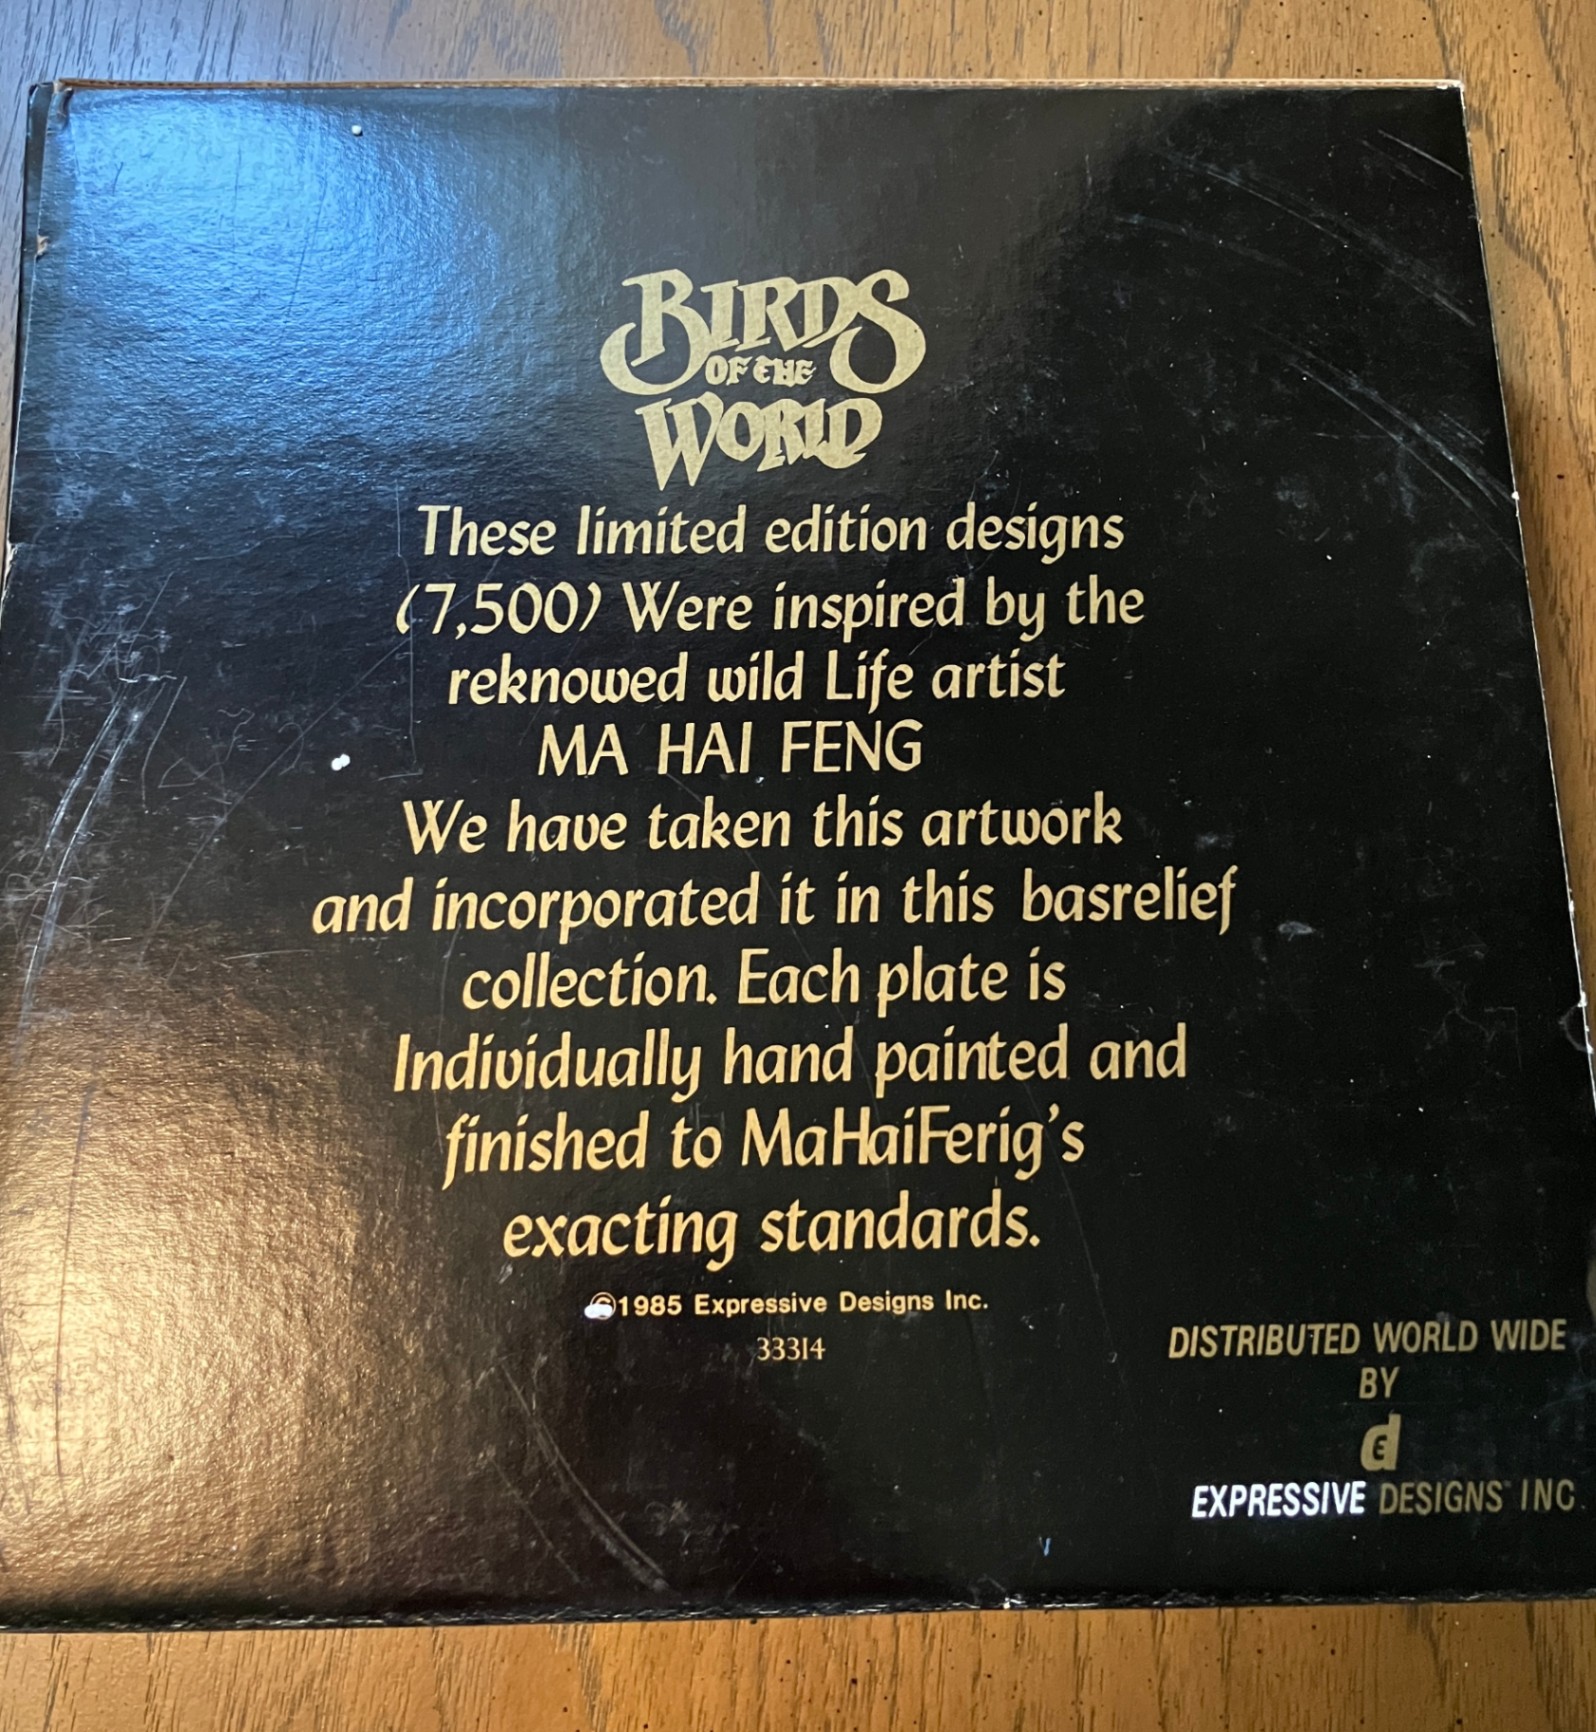 BIRDS
OF THE
WORLD
These limited edition designs
(7,500) Were inspired by the
reknowed wild Life artist
MA HAI FENG
We have taken this artwork
and incorporated it in this basrelief
collection. Each plate is
Individually hand painted and
finished to MaHaiFerig's
exacting standards.
©1985 Expressive Designs Inc.
33314
DISTRIBUTED WORLD WIDE
BY
dE
EXPRESSIVE DESIGNS INC